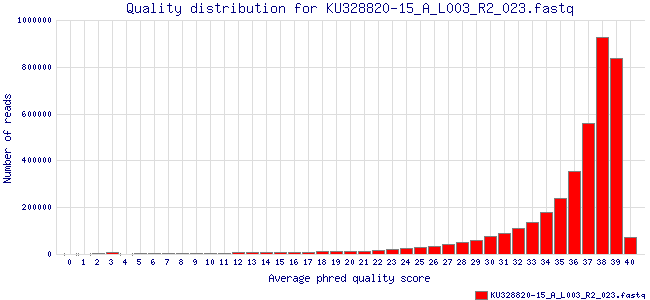 Quality distribution for KU328820-15_A_L003_R2_023.fastq
1000000
800000
600000
400000
200000
0
Number of reads
0 1 2 3 4 5 6 7 8 9 10 11 12 13 14 15 16 17 18 19 20 21 22 23 24 25 26 27 28 29 30 31 32 33 34 35 36 37 38 39 40
Average phred quality score
KU328820-15_A_L003_R2_023.fastq